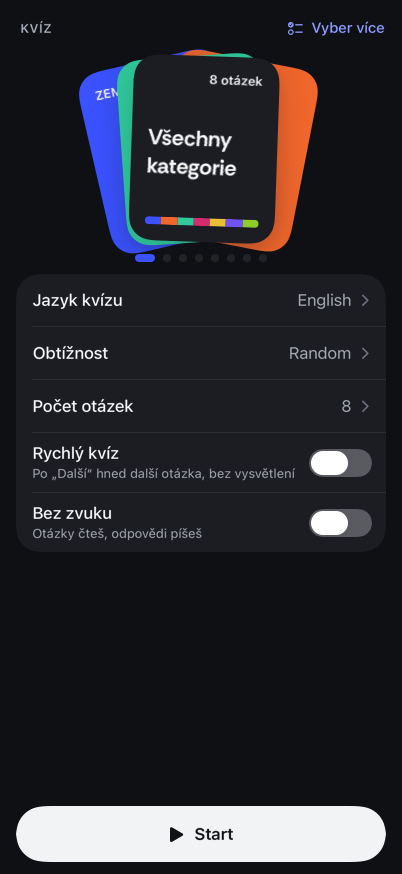 KVÍZ
Vyber více
8 otázek
Všechny
kategorie
Jazyk kvízu
English
Obtížnost
Random
Počet otázek
8
Rychlý kvíz
Po „Další“ hned další otázka, bez vysvětlení
Bez zvuku
Otázky čteš, odpovědi píšeš
Start